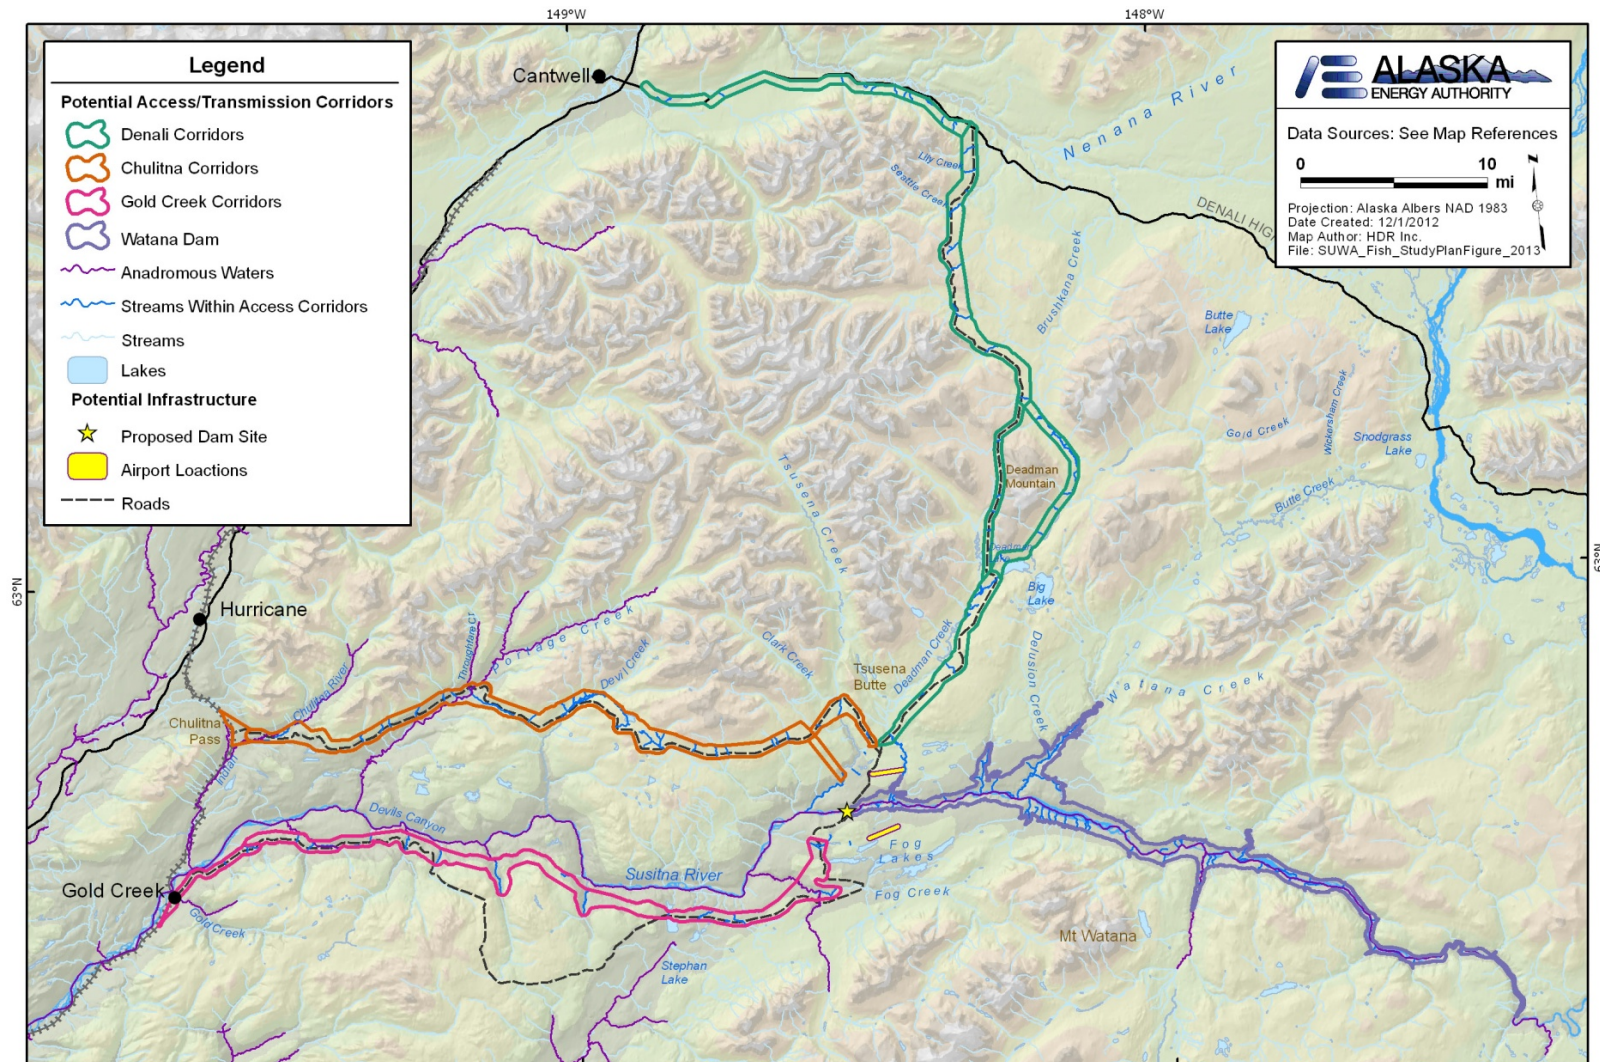 149°W
148°W
Legend
Potential Access/Transmission Corridors
Denali Corridors
Chulitna Corridors
Gold Creek Corridors
Watana Dam
Anadromous Waters
Streams Within Access Corridors
Streams
Lakes
Potential Infrastructure
Proposed Dam Site
Airport Loactions
Roads
ALASKA
ENERGY AUTHORITY
Data Sources: See Map References
0 10
mi
N
Projection: Alaska Albers NAD 1983
Date Created: 12/1/2012
Map Author: HDR Inc.
File: SUWA_Fish_StudyPlanFigure_2013
Cantwell
Nenana River
Lily Creek
Seattle Creek
DENALI HIG
Brushkana Creek
Butte
Lake
Wickersham Creek
Gold Creek
Snodgrass
Lake
Deadman
Mountain
Butte Creek
Tsusena Creek
Deadman
63°N
63°N
Big
Lake
Hurricane
Portage Creek
Devil Creek
Clark Creek
Tsusena
Butte
Deadman Creek
Delusion Creek
Watana Creek
Chulitna River
Chulitna
Pass
Indian
Devils Canyon
Fog
Lakes
Susitna River
Fog Creek
Gold Creek
Gold Creek
Mt Watana
Stephan
Lake
149°W
148°W